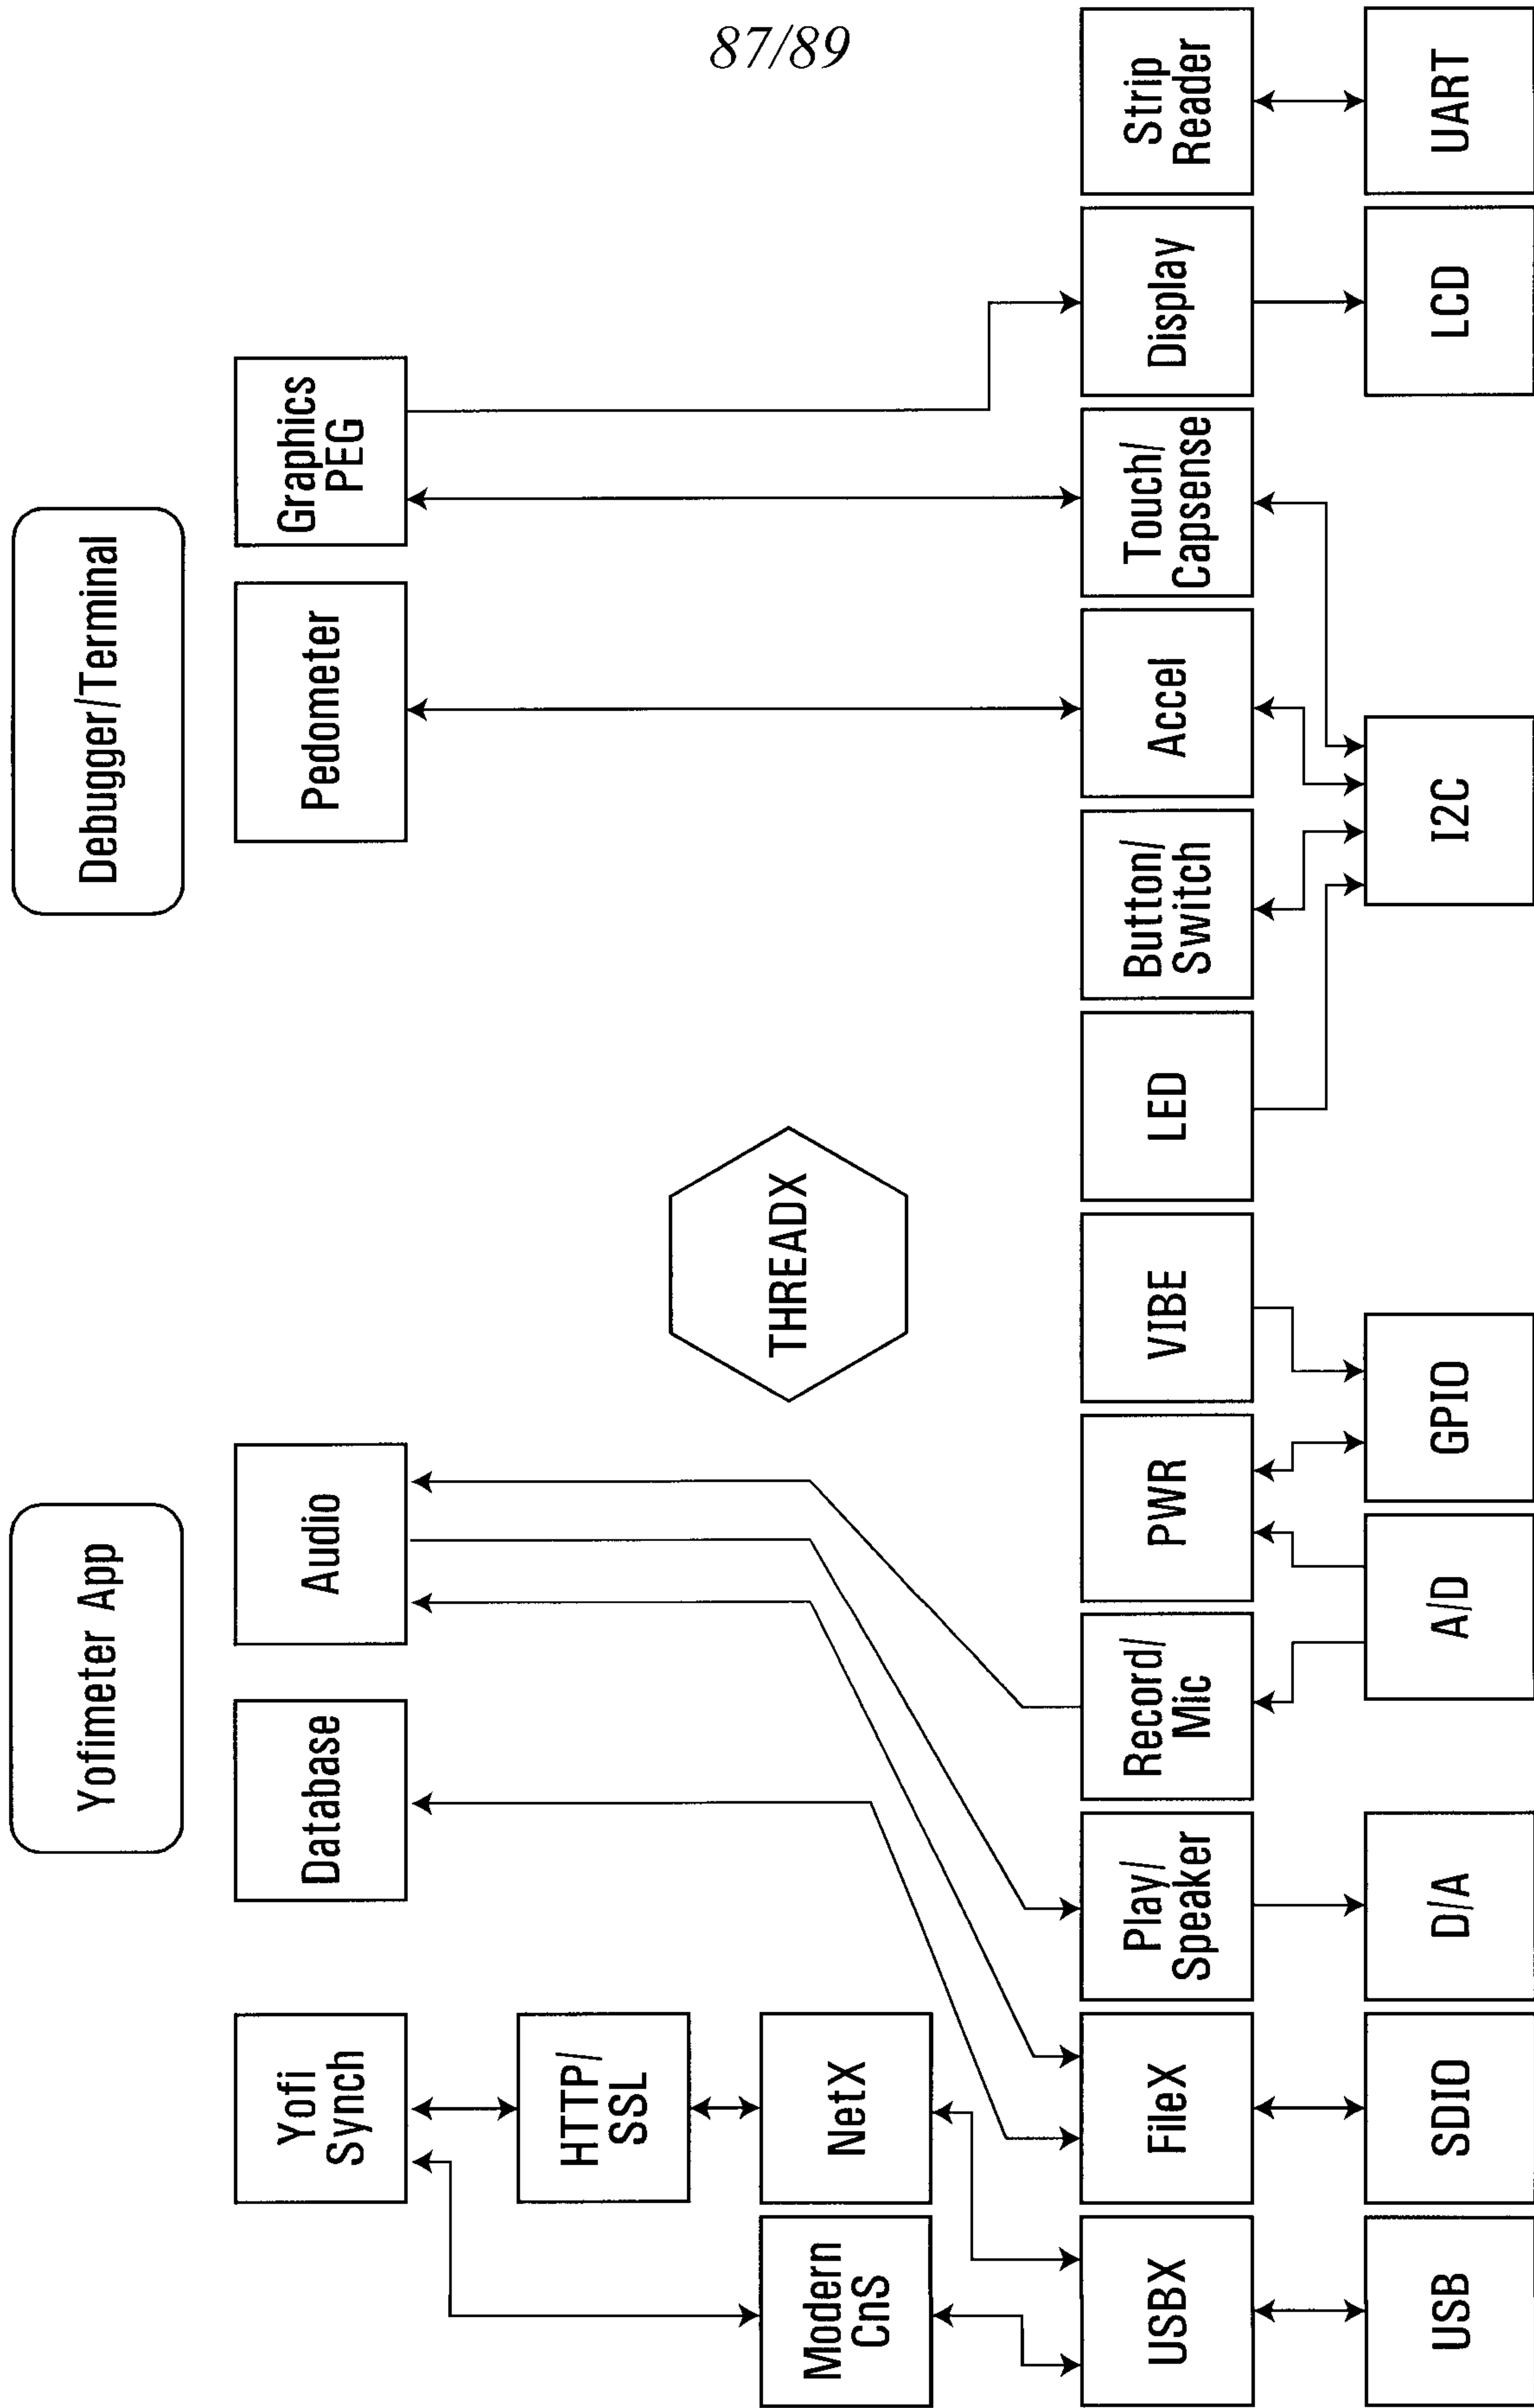 87/89
Yofimeter App
Debugger/Terminal
Yofi
Synch
Database
Audio
Pedometer
Graphics
PEG
HTTP/
SSL
THREADX
Modern
CnS
NetX
USBX
FileX
Play/
Speaker
Record/
Mic
PWR
VIBE
LED
Button/
Switch
Accel
Touch/
Capsense
Display
Strip
Reader
USB
SDIO
D/A
A/D
GPIO
I2C
LCD
UART